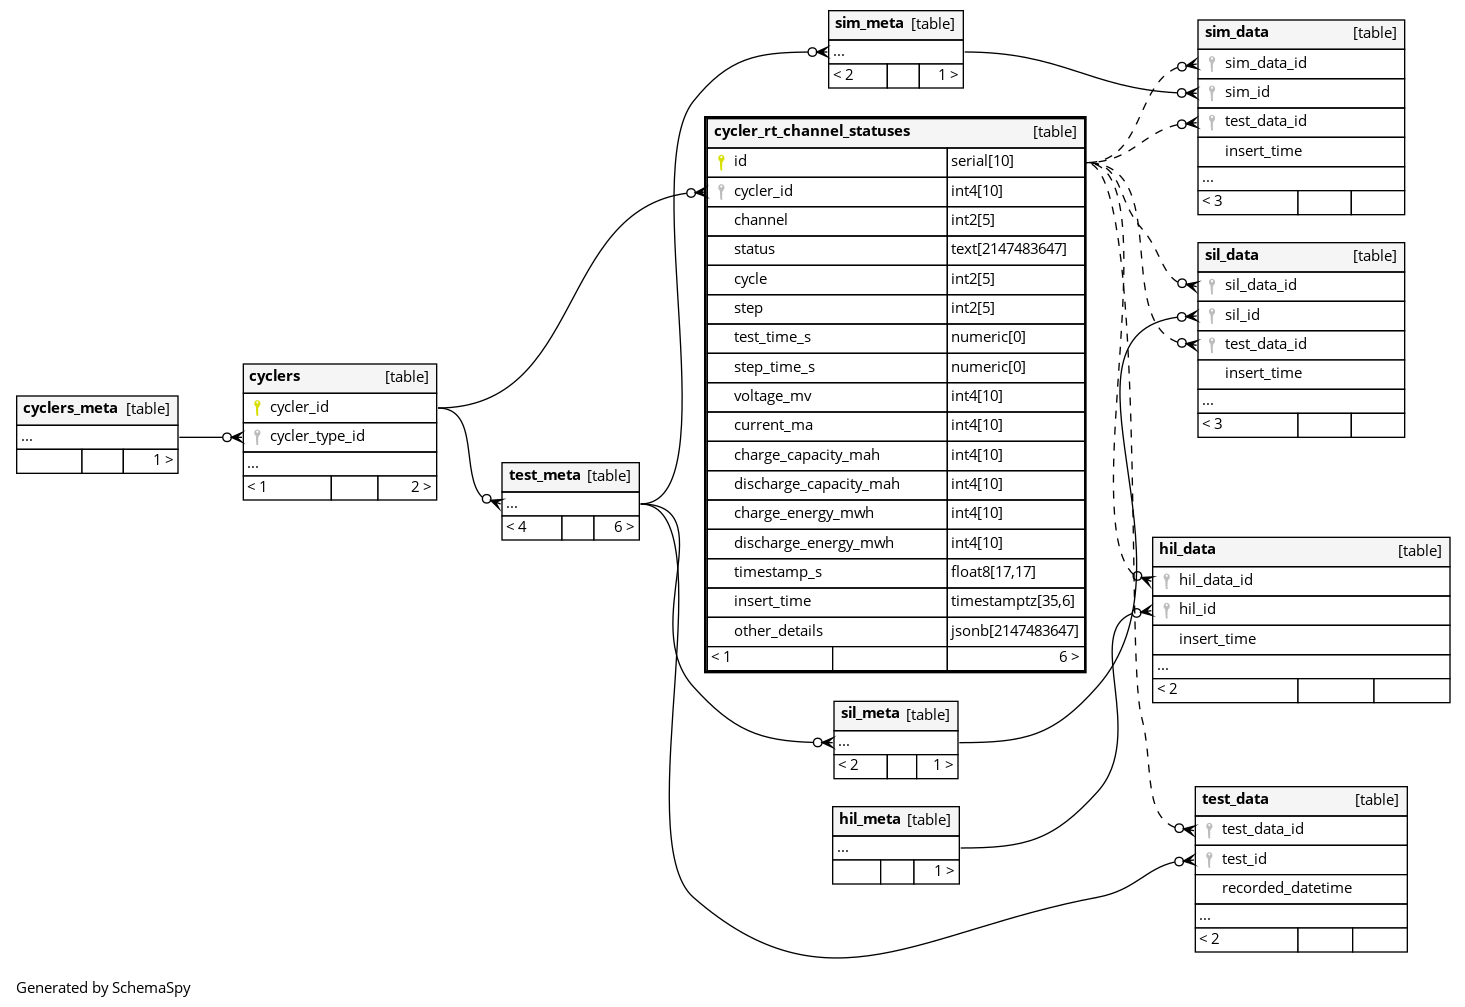 sim_meta [table]
...
< 2 1 >
sim_data [table]
sim_data_id
sim_id
test_data_id
insert_time
...
< 3
cycler_rt_channel_statuses [table]
id serial[10]
cycler_id int4[10]
channel int2[5]
status text[2147483647]
cycle int2[5]
step int2[5]
test_time_s numeric[0]
step_time_s numeric[0]
voltage_mv int4[10]
current_ma int4[10]
charge_capacity_mah int4[10]
discharge_capacity_mah int4[10]
charge_energy_mwh int4[10]
discharge_energy_mwh int4[10]
timestamp_s float8[17,17]
insert_time timestamptz[35,6]
other_details jsonb[2147483647]
< 1 6 >
sil_data [table]
sil_data_id
sil_id
test_data_id
insert_time
...
< 3
cyclers [table]
cycler_id
cycler_type_id
...
< 1 2 >
cyclers_meta [table]
...
1 >
test_meta [table]
...
< 4 6 >
hil_data [table]
hil_data_id
hil_id
insert_time
...
< 2
sil_meta [table]
...
< 2 1 >
hil_meta [table]
...
1 >
test_data [table]
test_data_id
test_id
recorded_datetime
...
< 2
Generated by SchemaSpy